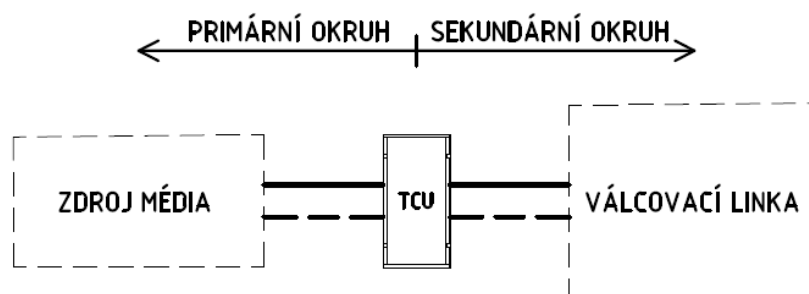 PRIMÁRNÍ OKRUH
SEKUNDÁRNÍ OKRUH
ZDROJ MÉDIA
TCU
VÁLCOVACÍ LINKA